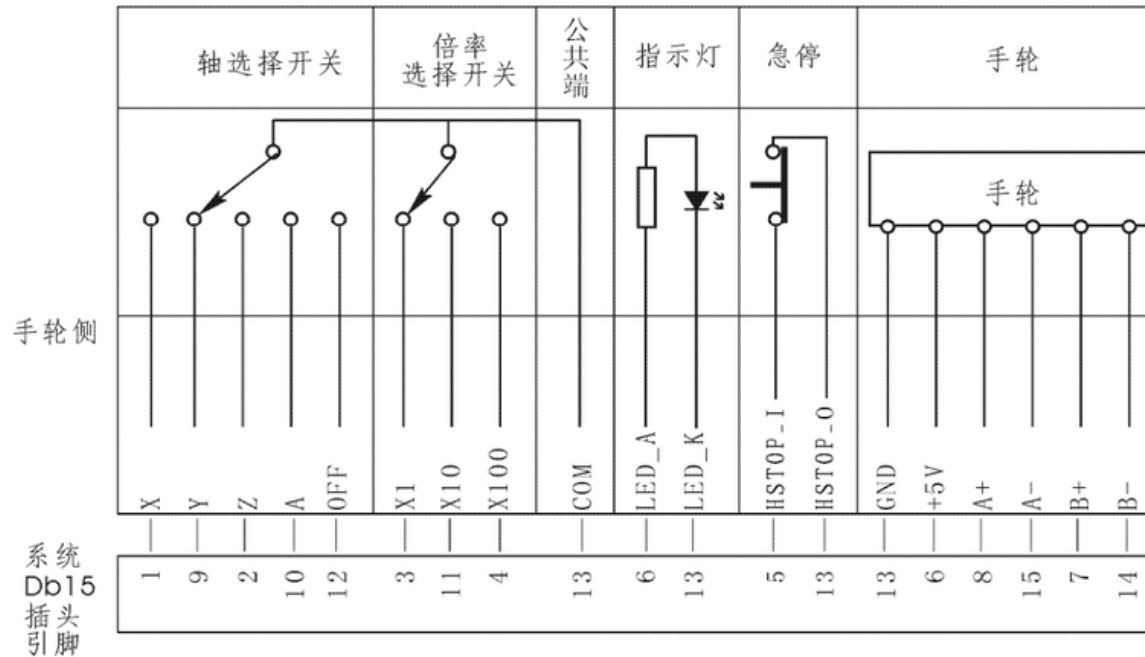 轴选择开关
倍率
选择开关
公共端
指示灯
急停
手轮
手轮
手轮侧
X Y Z A OFF X1 X10 X100 COM LED_A LED_K HSTOP_I HSTOP_O GND +5V A+ A- B+ B-
系统
Db15
插头
引脚
1 9 2 10 12 3 11 4 13 6 13 5 13 13 6 8 15 7 14